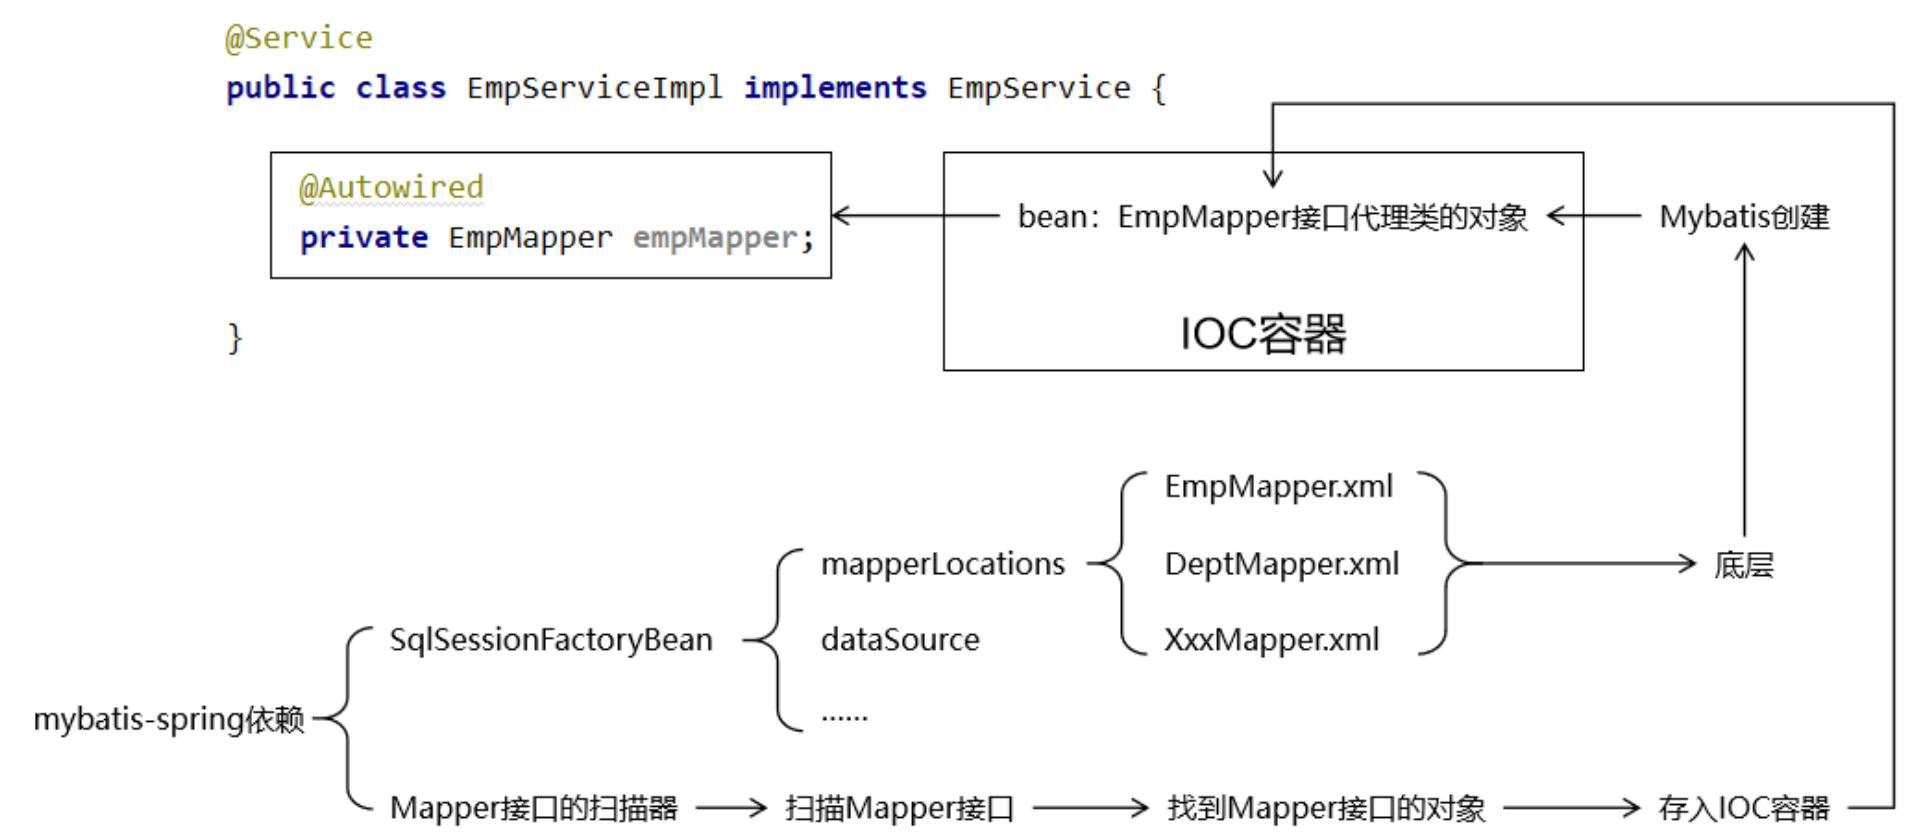 @Service
public class EmpServiceImpl implements EmpService {
@Autowired
private EmpMapper empMapper;
}
bean：EmpMapper接口代理类的对象
Mybatis创建
IOC容器
EmpMapper.xml
mapperLocations
DeptMapper.xml
底层
SqlSessionFactoryBean
dataSource
XxxMapper.xml
......
mybatis-spring依赖
Mapper接口的扫描器
扫描Mapper接口
找到Mapper接口的对象
存入IOC容器